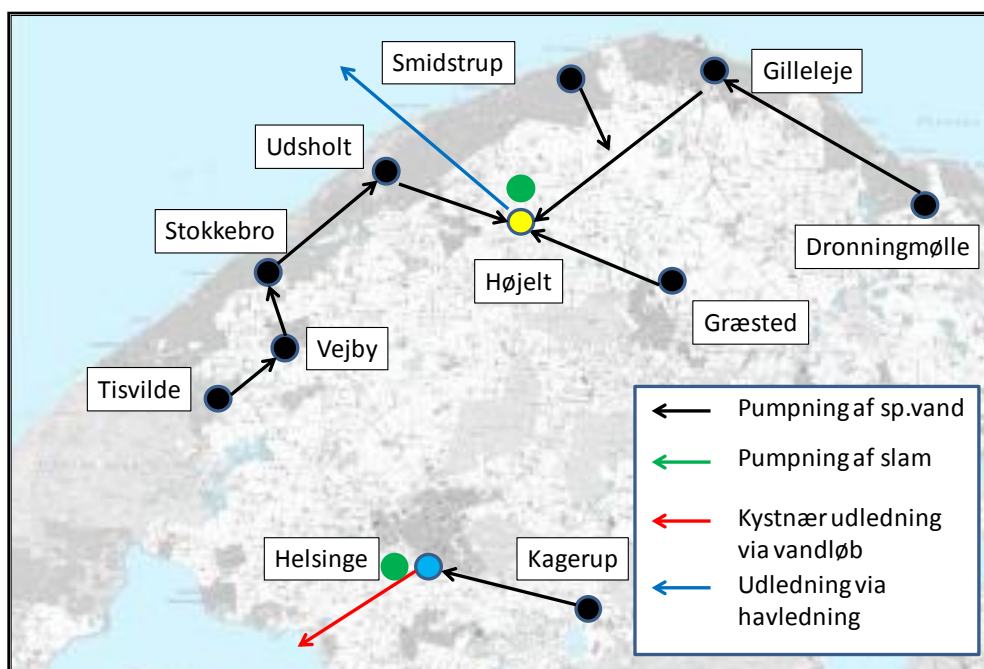 Smidstrup
Gilleleje
Udsholt
Stokkebro
Dronningmølle
Højelt
Græsted
Vejby
Tisvilde
Helsinge
Kagerup
Pumpning af sp.vand
Pumpning af slam
Kystnær udledning
via vandløb
Udledning via
havledning